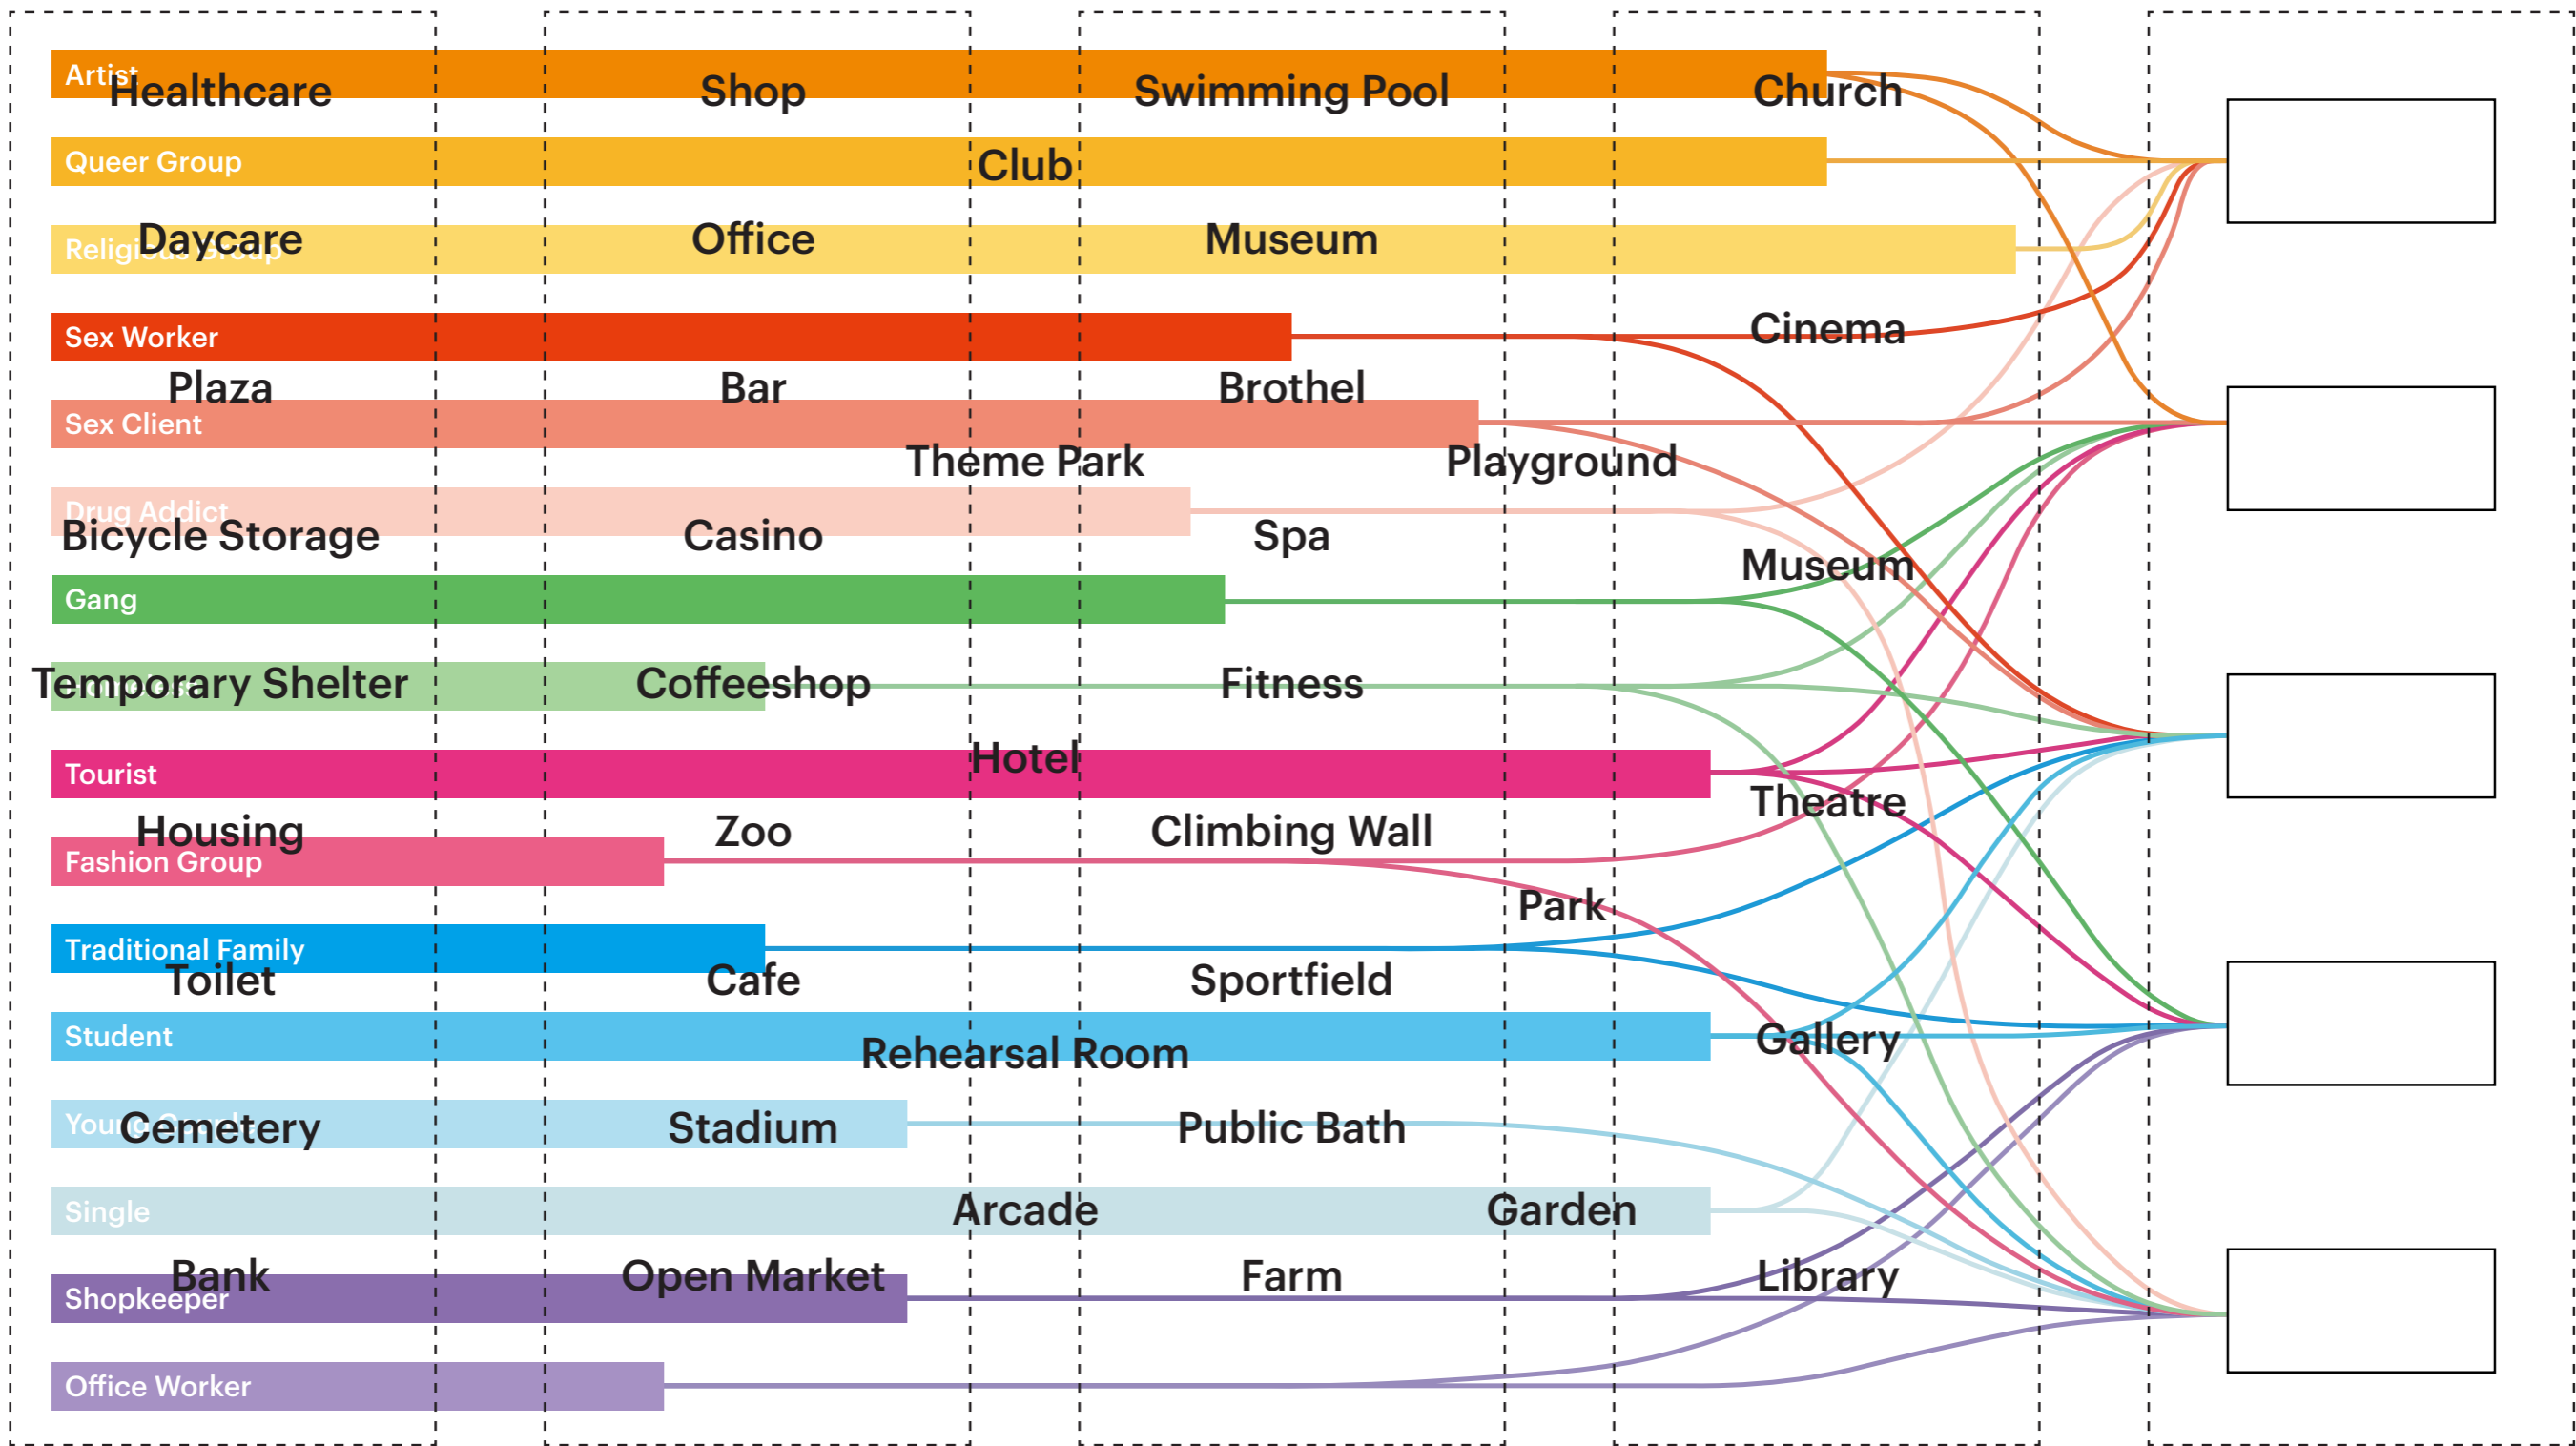 Artist
Healthcare
Shop
Swimming Pool
Church
Queer Group
Club
Religious Group
Daycare
Office
Museum
Sex Worker
Cinema
Plaza
Bar
Brothel
Sex Client
Theme Park
Playground
Drug Addict
Bicycle Storage
Casino
Spa
Museum
Gang
Temporary Shelter
Coffeeshop
Fitness
Hotel
Tourist
Theatre
Housing
Zoo
Climbing Wall
Fashion Group
Park
Traditional Family
Toilet
Cafe
Sportfield
Student
Gallery
Rehearsal Room
Young
Cemetery
Stadium
Public Bath
Single
Arcade
Garden
Bank
Open Market
Farm
Library
Shopkeeper
Office Worker